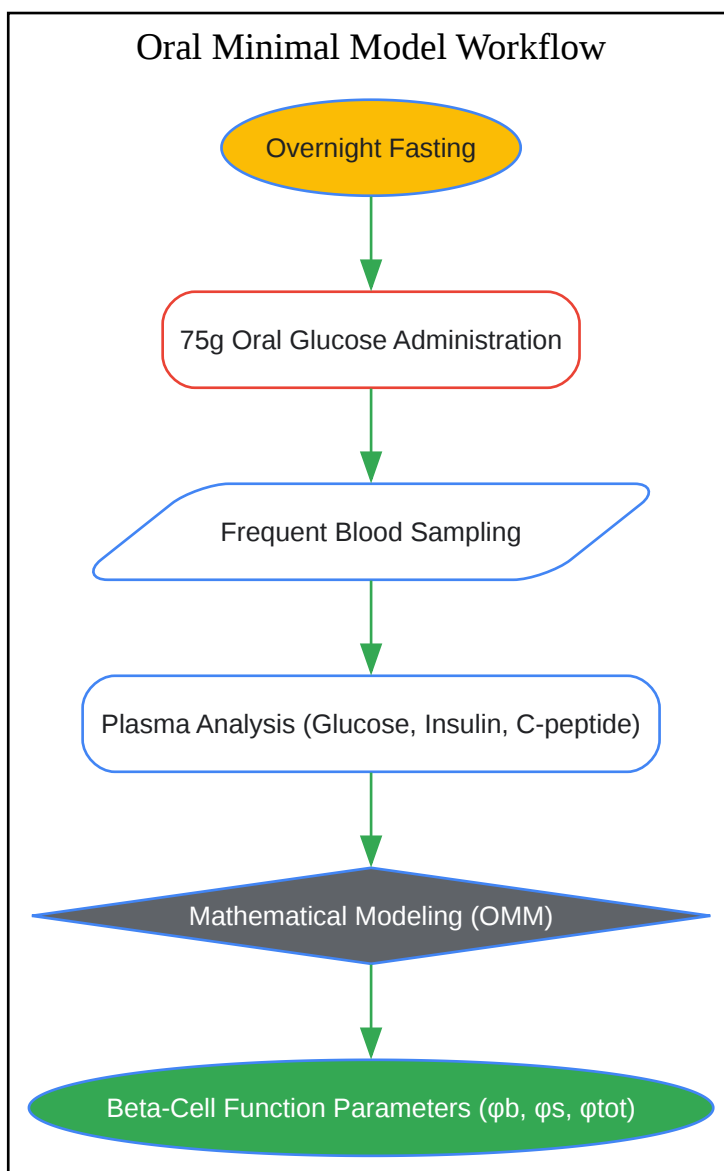 Oral Minimal Model Workflow
Overnight Fasting
75g Oral Glucose Administration
Frequent Blood Sampling
Plasma Analysis (Glucose, Insulin, C-peptide)
Mathematical Modeling (OMM)
Beta-Cell Function Parameters (φb, φs, φtot)